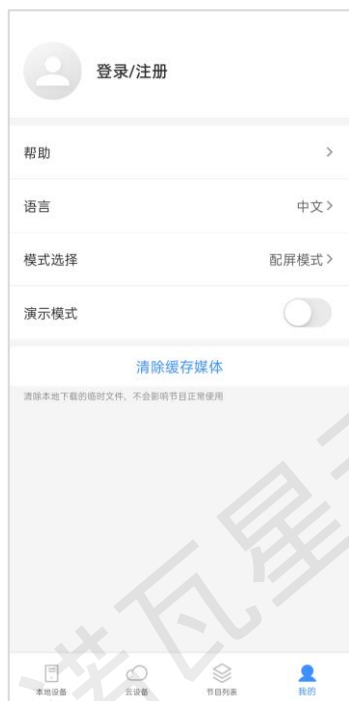 登录/注册
帮助
语言 中文
模式选择 配屏模式
演示模式
清除缓存媒体
清除本地下载的临时文件，不会影响节目正常使用
诺瓦星
本地设备 云设备 节目列表 我的